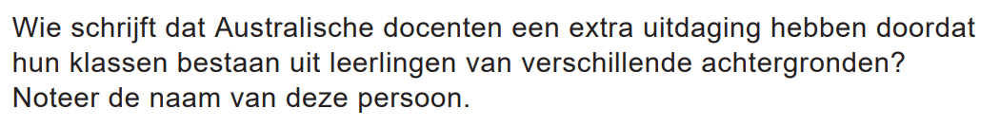 Wie schrijft dat Australische docenten een extra uitdaging hebben doordat
hun klassen bestaan uit leerlingen van verschillende achtergronden?
Noteer de naam van deze persoon.